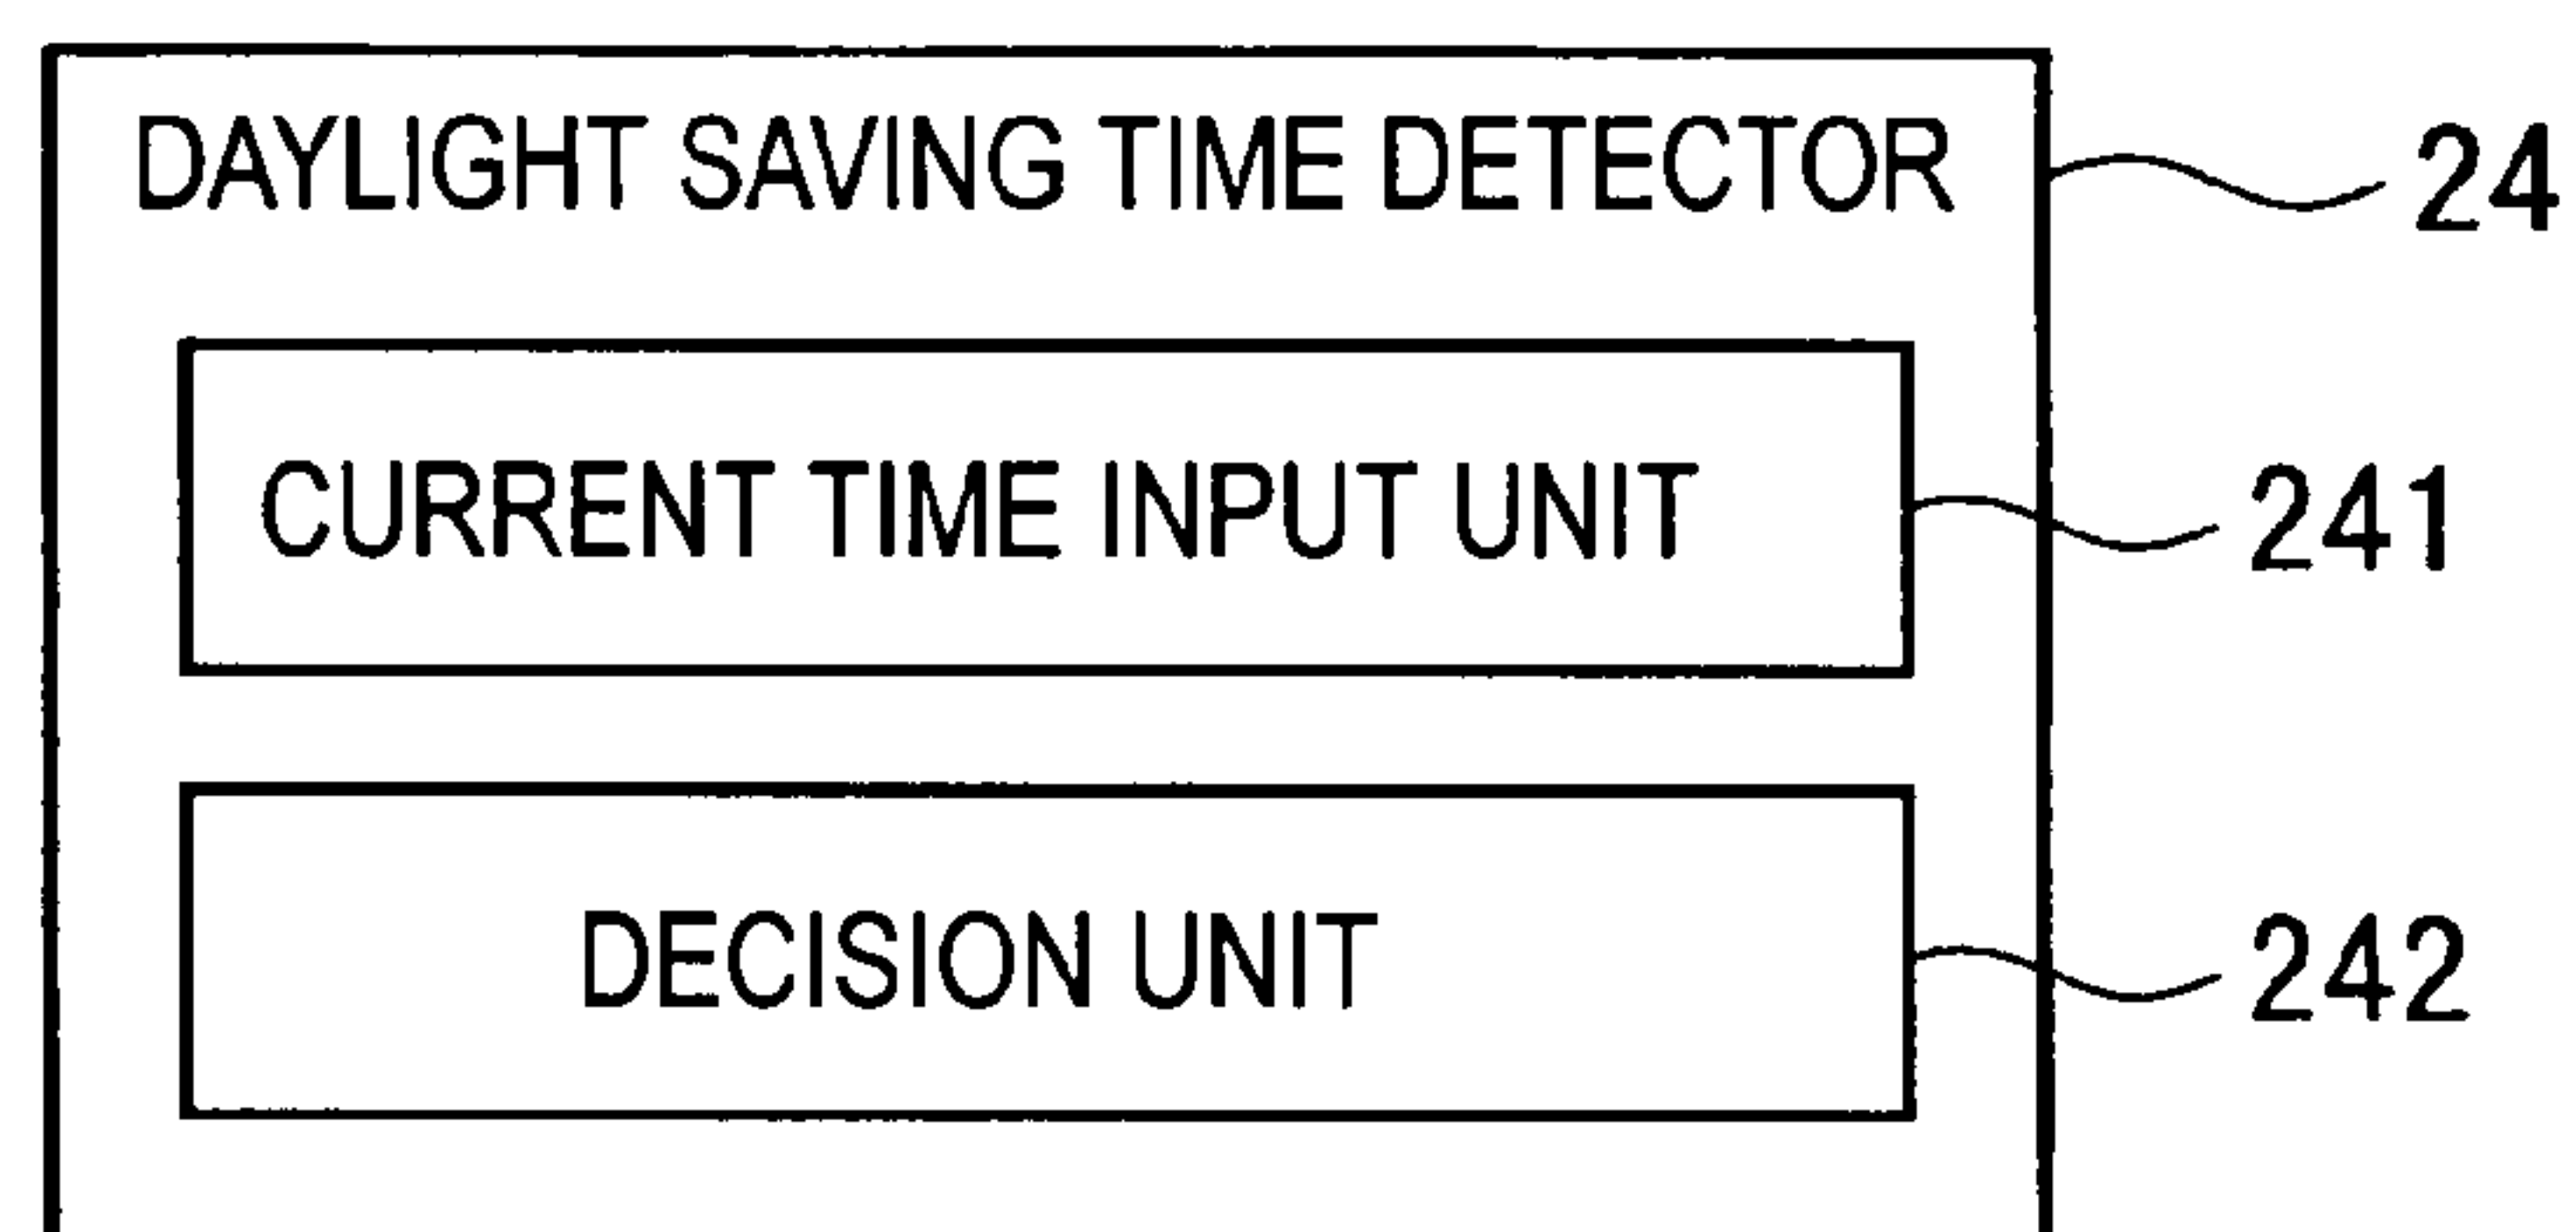 DAYLIGHT SAVING TIME DETECTOR 24
CURRENT TIME INPUT UNIT 241
DECISION UNIT 242